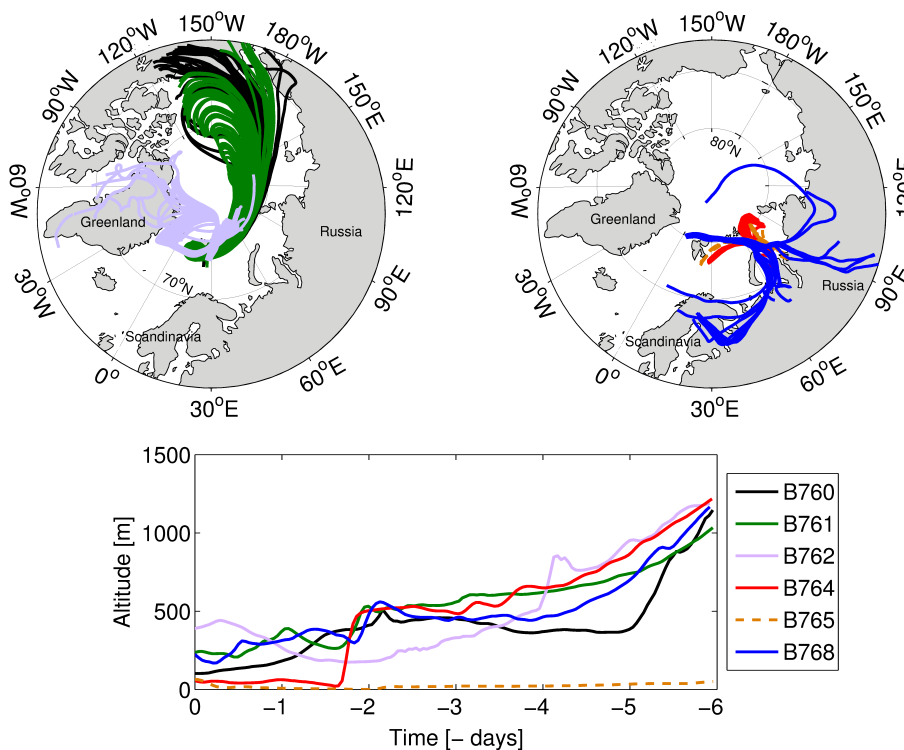 150°W
120°W
180°W
90°W
150°E
60°W
120°E
Greenland
Russia
90°E
30°W
70°N
Scandinavia
60°E
0°
30°E
150°W
120°W
180°W
90°W
150°E
80°N
60°W
120°E
Greenland
Russia
90°E
30°W
Scandinavia
60°E
0°
30°E
1500
1000
500
0
Altitude [m]
0 −1 −2 −3 −4 −5 −6
Time [− days]
B760
B761
B762
B764
B765
B768